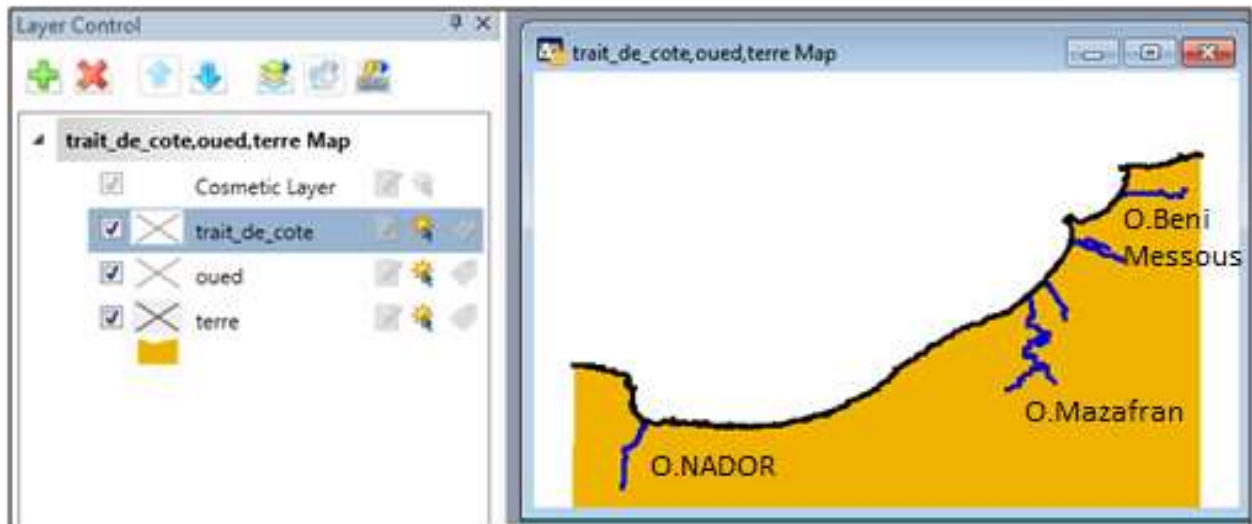 Layer Control
trait_de_cote,oued,terre Map
Cosmetic Layer
trait_de_cote
oued
terre
trait_de_cote,oued,terre Map
O.Beni
Messous
O.Mazafran
O.NADOR